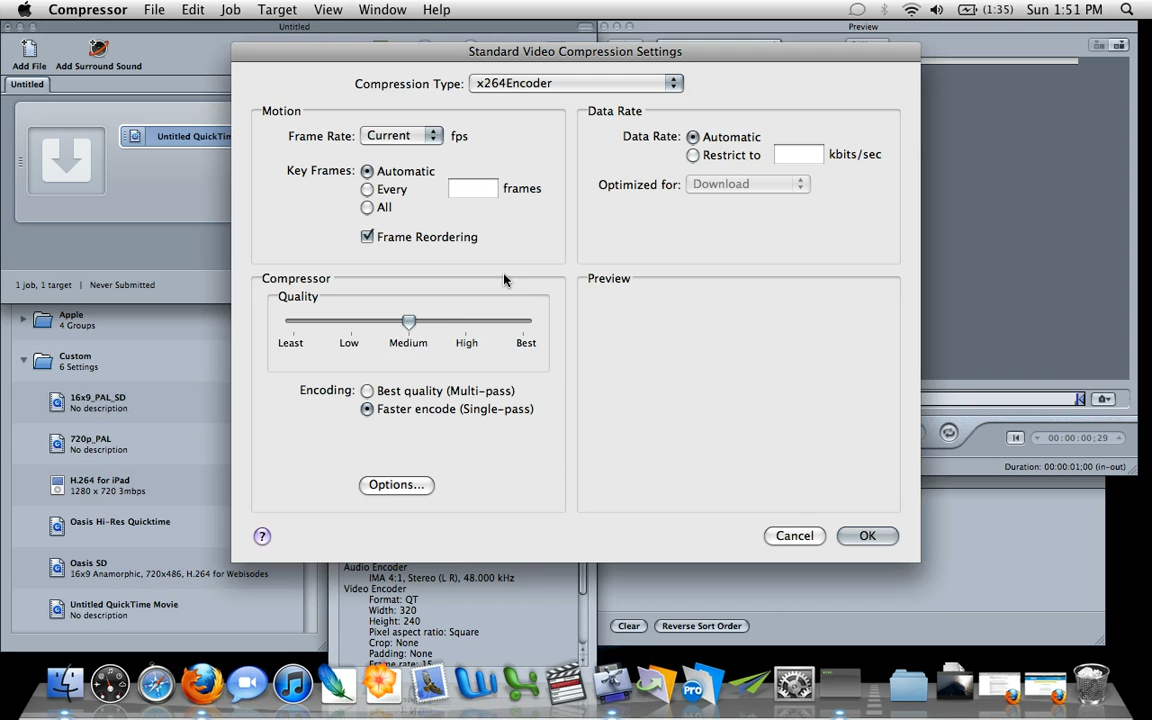 Compressor File Edit Job Target View Window Help (1:35) Sun 1:51 PM
Untitled
Preview
Add File Add Surround Sound
Untitled
Untitled QuickTim
1 job, 1 target | Never Submitted
Apple
4 Groups
Custom
6 Settings
16x9_PAL_SD
No description
720p_PAL
No description
H.264 for iPad
1280 x 720 3mbps
Oasis Hi-Res Quicktime
Oasis SD
16x9 Anamorphic, 720x486, H.264 for Webisodes
Untitled QuickTime Movie
No description
Standard Video Compression Settings
Compression Type: x264Encoder
Motion
Frame Rate: Current fps
Key Frames: Automatic
Every frames
All
Frame Reordering
Data Rate
Data Rate: Automatic
Restrict to kbits/sec
Optimized for: Download
Compressor
Quality
Least Low Medium High Best
Encoding: Best quality (Multi-pass)
Faster encode (Single-pass)
Options...
Preview
?
Cancel OK
Audio Encoder
IMA 4:1, Stereo (L R), 48.000 kHz
Video Encoder
Format: QT
Width: 320
Height: 240
Pixel aspect ratio: Square
Crop: None
Padding: None
Frame rate: 15
00:00:00;29
Duration: 00:00:01;00 (in-out)
Clear Reverse Sort Order
PRO